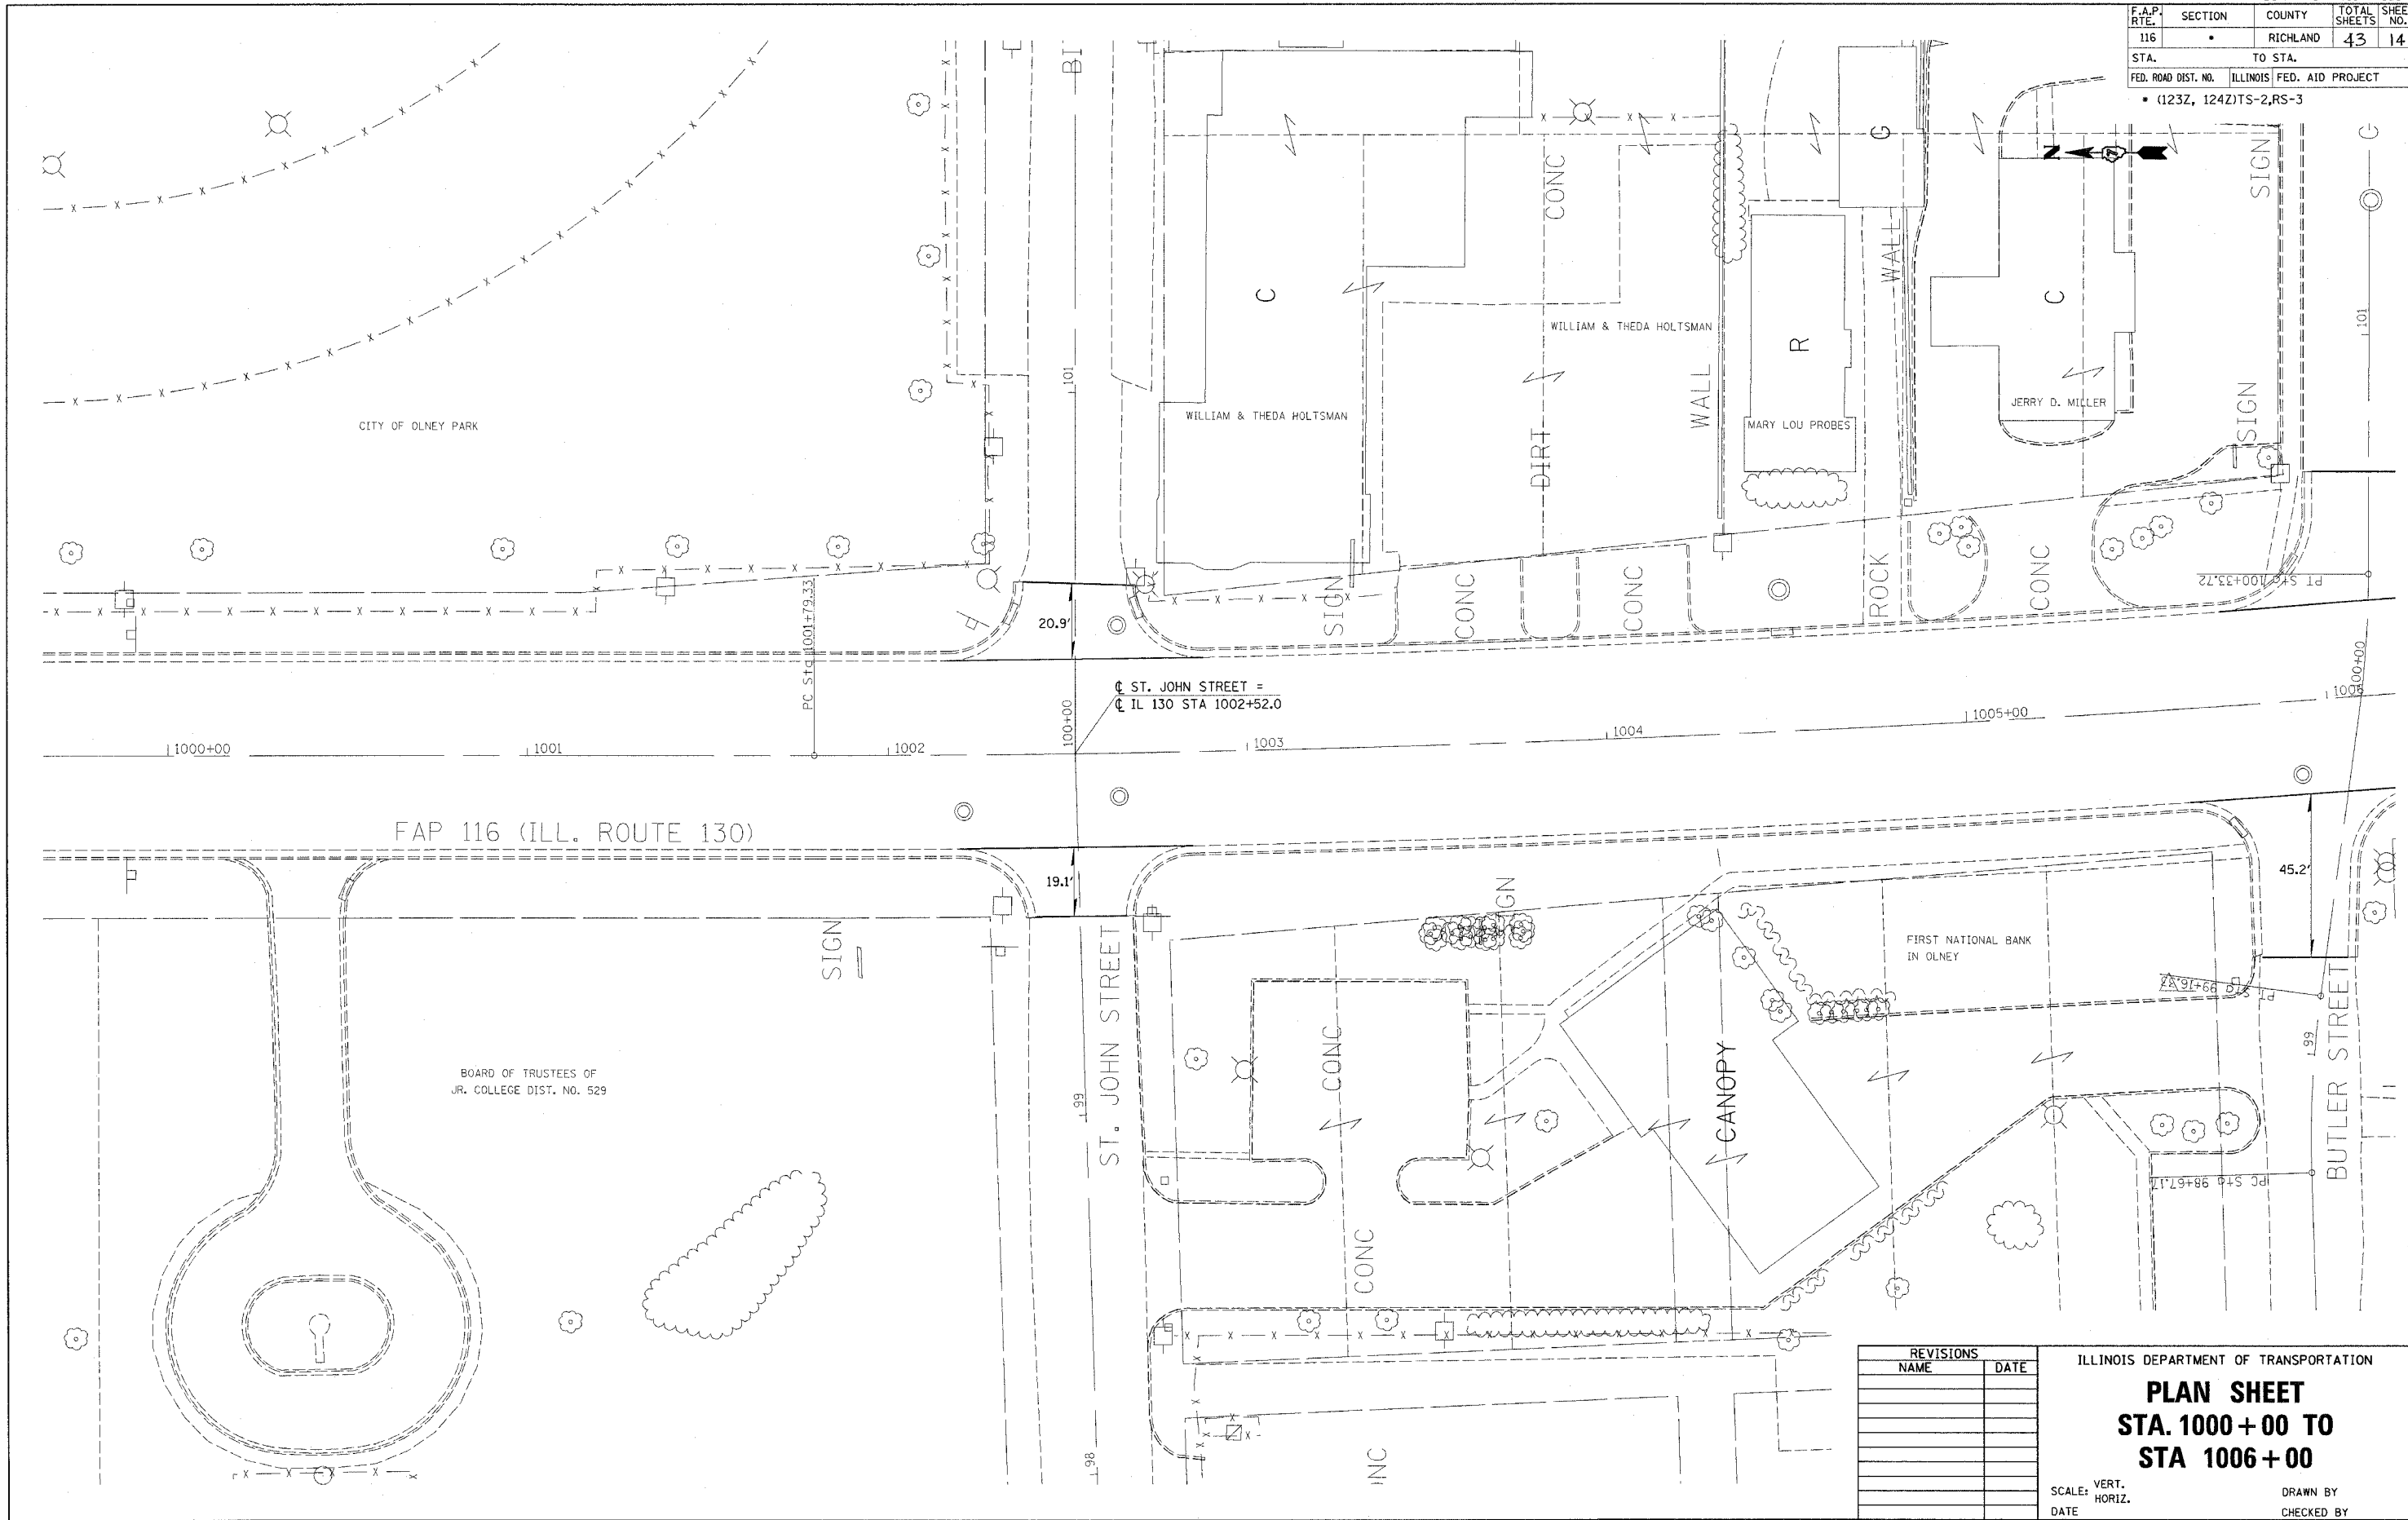 F.A.P. RTE. SECTION COUNTY TOTAL SHEETS SHEE NO.
116 • RICHLAND 43 14
STA. TO STA.
FED. ROAD DIST. NO. ILLINOIS FED. AID PROJECT
• (123Z, 124Z)TS-2,RS-3
N
BI
CONC
G
G
SIGN
WALL
C
C
R
101
101
WILLIAM & THEDA HOLTSMAN
WILLIAM & THEDA HOLTSMAN
WALL
JERRY D. MILLER
MARY LOU PROBES
SIGN
DIRT
CITY OF OLNEY PARK
PC Sta 1001+79.33
20.9'
SIGN
CONC
CONC
ROCK
CONC
PT Sta 100+33.72
℄ ST. JOHN STREET =
℄ IL 130 STA 1002+52.0
100+00
100+00
1000+00
1001
1002
1003
1004
1005+00
1006
FAP 116 (ILL. ROUTE 130)
19.1'
45.2'
SIGN
GN
FIRST NATIONAL BANK
IN OLNEY
ST. JOHN STREET
BUTLER STREET
CONC
CANOPY
99
99
PC Sta 98+67.17
BOARD OF TRUSTEES OF
JR. COLLEGE DIST. NO. 529
CONC
98
NC
REVISIONS
NAME DATE
ILLINOIS DEPARTMENT OF TRANSPORTATION
PLAN SHEET
STA. 1000+00 TO
STA 1006+00
SCALE: VERT.
HORIZ.
DRAWN BY
DATE
CHECKED BY